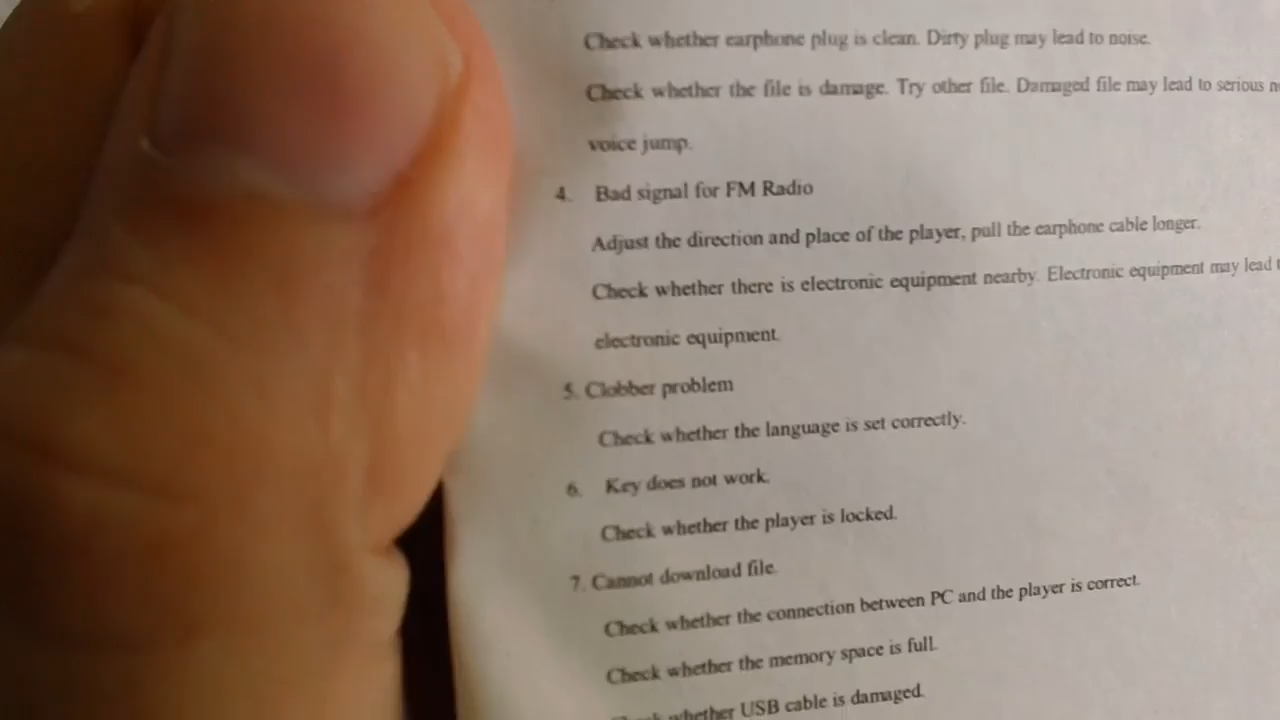 Check whether earphone plug is clean. Dirty plug may lead to noise.
Check whether the file is damage. Try other file. Damaged file may lead to serious
voice jump.
4. Bad signal for FM Radio
Adjust the direction and place of the player, pull the earphone cable longer.
Check whether there is electronic equipment nearby. Electronic equipment may lead
electronic equipment.
5. Clobber problem
Check whether the language is set correctly.
6. Key does not work.
Check whether the player is locked.
7. Cannot download file.
Check whether the connection between PC and the player is correct.
Check whether the memory space is full.
whether USB cable is damaged.